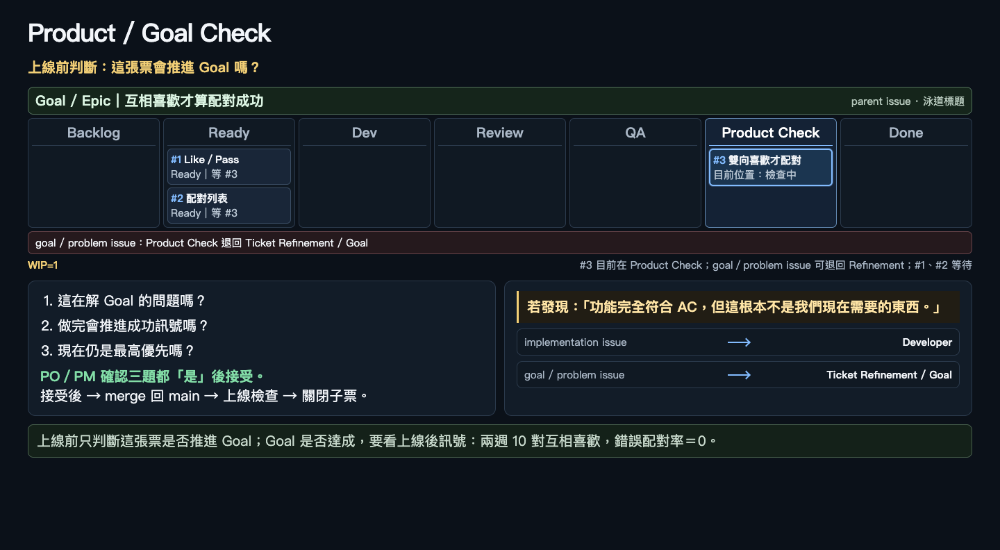 Product / Goal Check
上線前判斷：這張票會推進 Goal 嗎？
Goal / Epic｜互相喜歡才算配對成功
parent issue · 泳道標題
Backlog
Ready
Dev
Review
QA
Product Check
Done
#1 Like / Pass
Ready｜等 #3
#2 配對列表
Ready｜等 #3
#3 雙向喜歡才配對
目前位置：檢查中
goal / problem issue：Product Check 退回 Ticket Refinement / Goal
WIP=1
#3 目前在 Product Check；goal / problem issue 可退回 Refinement；#1、#2 等待
1. 這在解 Goal 的問題嗎？
2. 做完會推進成功訊號嗎？
3. 現在仍是最高優先嗎？
PO / PM 確認三題都「是」後接受。
接受後 → merge 回 main → 上線檢查 → 關閉子票。
若發現：「功能完全符合 AC，但這根本不是我們現在需要的東西。」
implementation issue → Developer
goal / problem issue → Ticket Refinement / Goal
上線前只判斷這張票是否推進 Goal；Goal 是否達成，要看上線後訊號：兩週 10 對互相喜歡，錯誤配對率＝0。